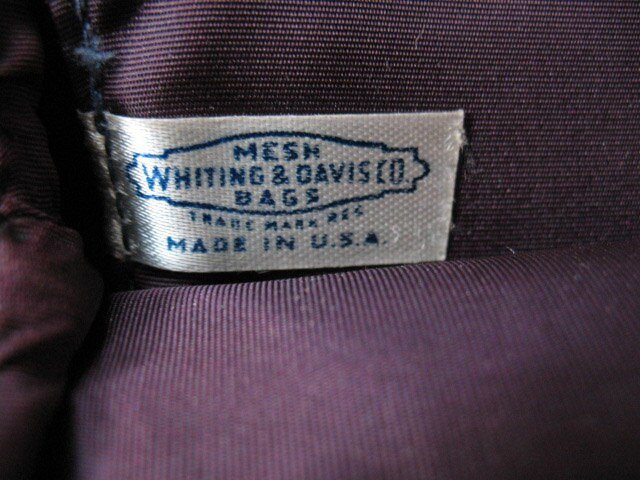 MESH
WHITING & DAVIS CO.
BAGS
TRADE MARK REG
MADE IN U.S.A.